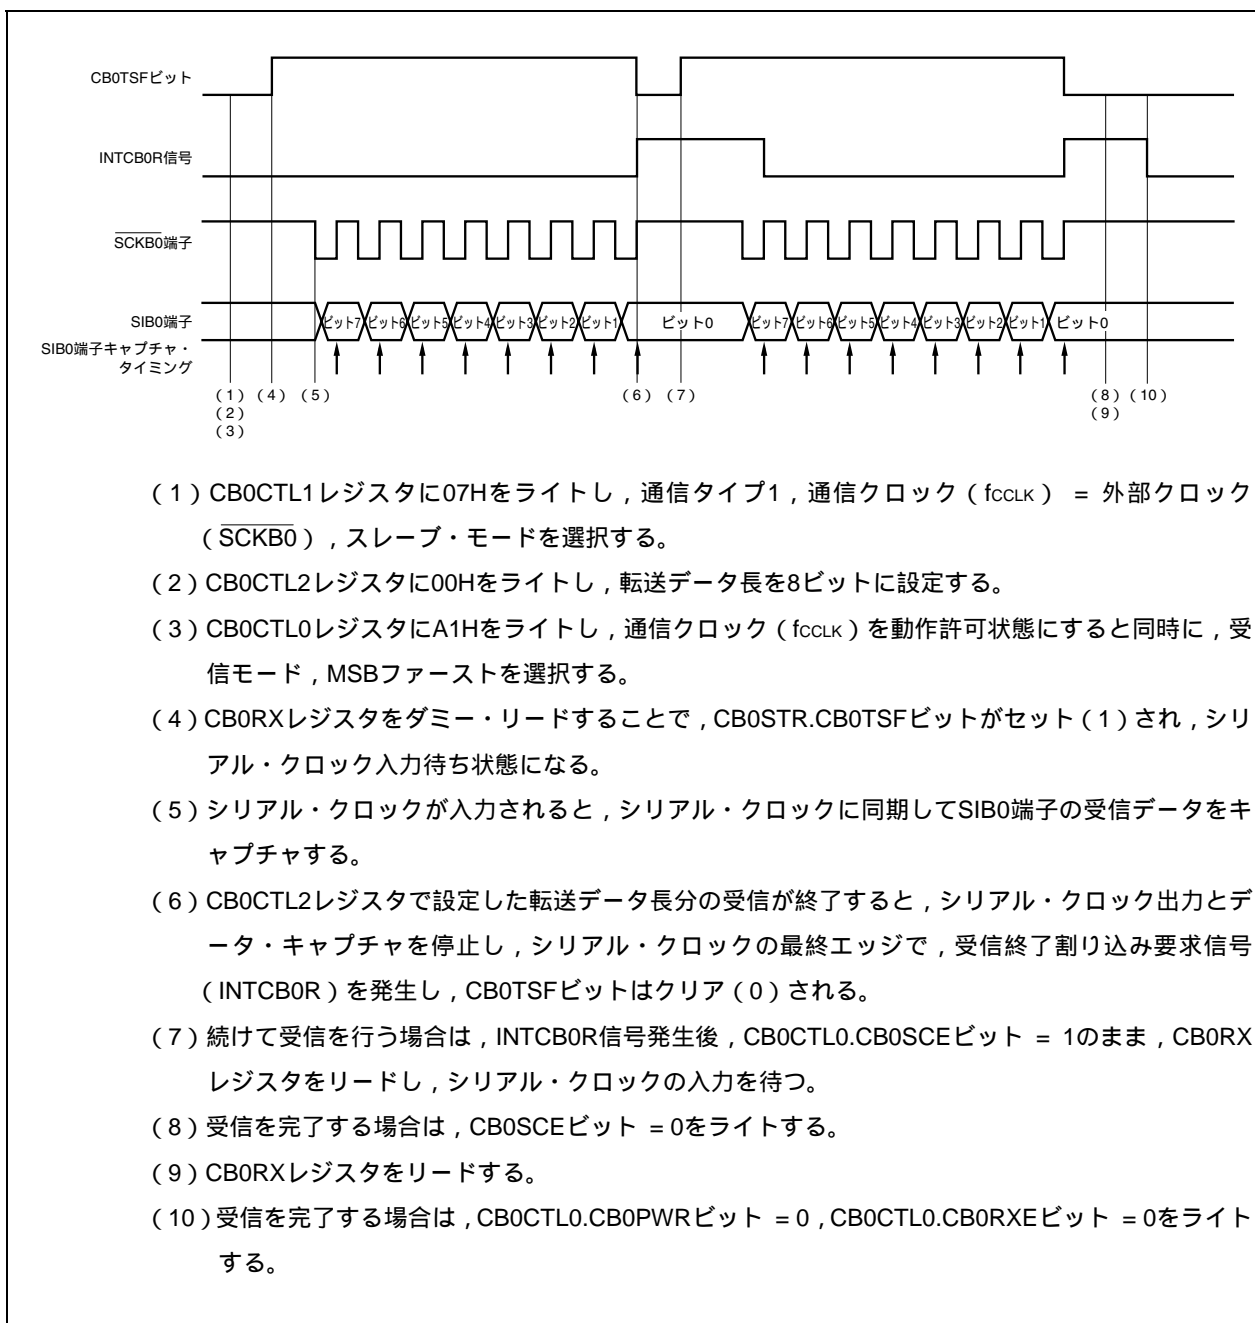 CB0TSFビット
INTCB0R信号
SCKB0端子
SIB0端子
ビット7 ビット6 ビット5 ビット4 ビット3 ビット2 ビット1 ビット0 ビット7 ビット6 ビット5 ビット4 ビット3 ビット2 ビット1 ビット0
SIB0端子キャプチャ・
タイミング
(1) (4) (5) (6) (7) (8) (10)
(2) (9)
(3)
(1) CB0CTL1レジスタに07Hをライトし,通信タイプ1,通信クロック(fCCLK) = 外部クロック
(SCKB0),スレーブ・モードを選択する。
(2) CB0CTL2レジスタに00Hをライトし,転送データ長を8ビットに設定する。
(3) CB0CTL0レジスタにA1Hをライトし,通信クロック(fCCLK)を動作許可状態にすると同時に,受
信モード,MSBファーストを選択する。
(4) CB0RXレジスタをダミー・リードすることで,CB0STR.CB0TSFビットがセット(1)され,シリ
アル・クロック入力待ち状態になる。
(5) シリアル・クロックが入力されると,シリアル・クロックに同期してSIB0端子の受信データをキ
ャプチャする。
(6) CB0CTL2レジスタで設定した転送データ長分の受信が終了すると,シリアル・クロック出力とデ
ータ・キャプチャを停止し,シリアル・クロックの最終エッジで,受信終了割り込み要求信号
(INTCB0R)を発生し,CB0TSFビットはクリア(0)される。
(7) 続けて受信を行う場合は,INTCB0R信号発生後,CB0CTL0.CB0SCEビット = 1のまま,CB0RX
レジスタをリードし,シリアル・クロックの入力を待つ。
(8) 受信を完了する場合は,CB0SCEビット = 0をライトする。
(9) CB0RXレジスタをリードする。
(10) 受信を完了する場合は,CB0CTL0.CB0PWRビット = 0,CB0CTL0.CB0RXEビット = 0をライト
する。